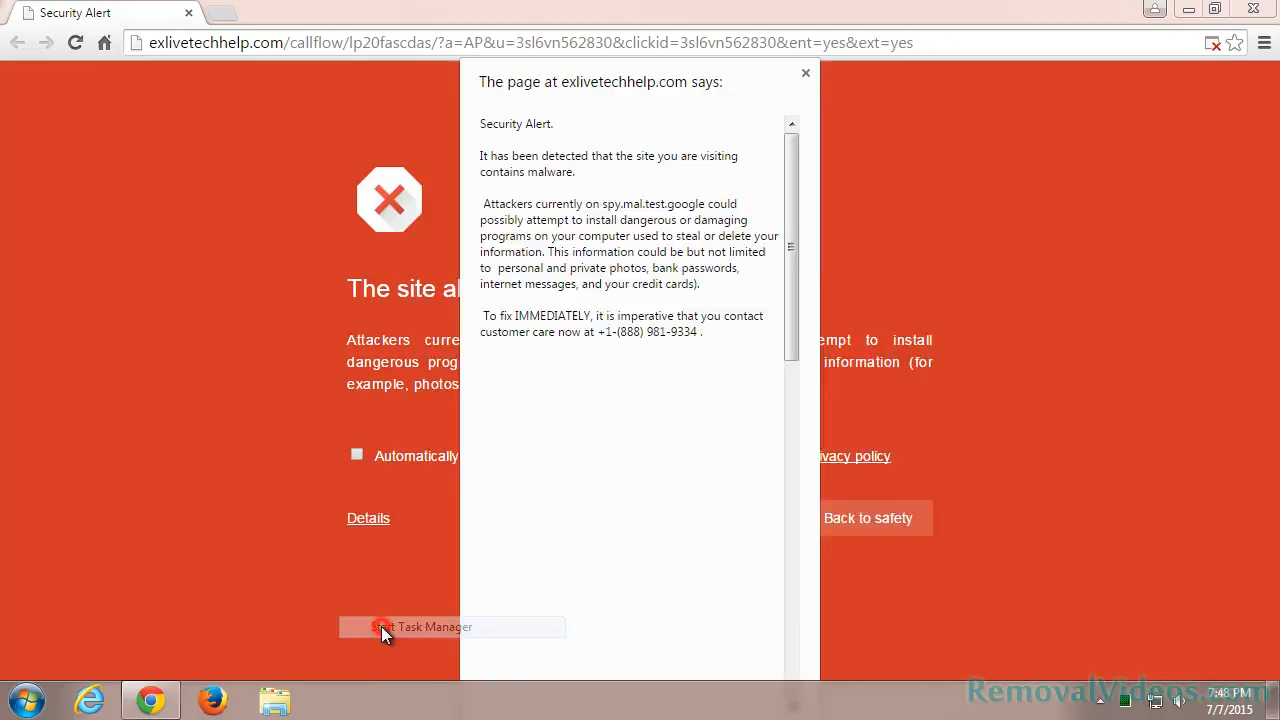 Security Alert
exlivetechhelp.com/callflow/lp20fascdas/?a=AP&u=3sl6vn562830&clickid=3sl6vn562830&ent=yes&ext=yes
The page at exlivetechhelp.com says:
Security Alert.
It has been detected that the site you are visiting
contains malware.
Attackers currently on spy.mal.test.google could
possibly attempt to install dangerous or damaging
programs on your computer used to steal or delete your
information. This information could be but not limited
to personal and private photos, bank passwords,
internet messages, and your credit cards).
To fix IMMEDIATELY, it is imperative that you contact
customer care now at +1-(888) 981-9334 .
The site al
Attackers curre
empt to install
dangerous prog
information (for
example, photos
Automatically
ivacy policy
Details
Back to safety
Start Task Manager
RemovalVideos.com
7:48 PM
7/7/2015